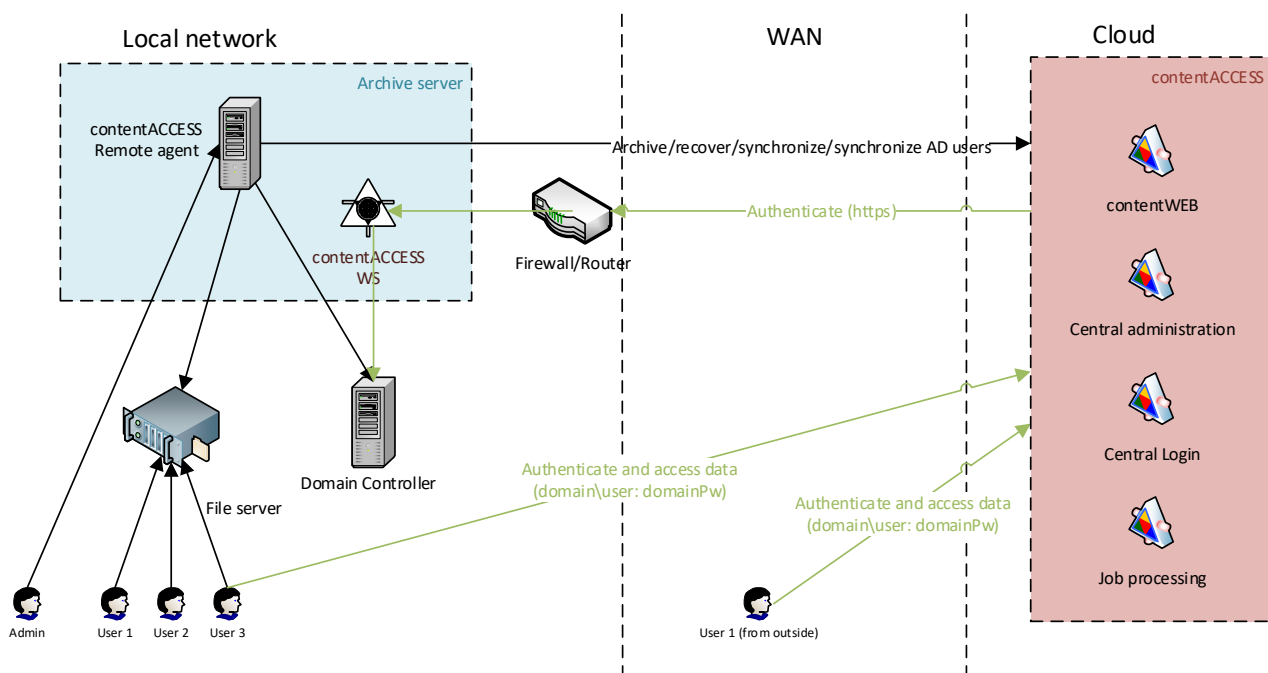 Local network
WAN
Cloud
Archive server
contentACCESS
contentACCESS
Remote agent
Archive/recover/synchronize/synchronize AD users
contentWEB
Authenticate (https)
contentACCESS
WS
Firewall/Router
Central administration
Domain Controller
File server
Authenticate and access data
(domain\user: domainPw)
Authenticate and access data
(domain\user: domainPw)
Central Login
Job processing
Admin
User 1
User 2
User 3
User 1 (from outside)